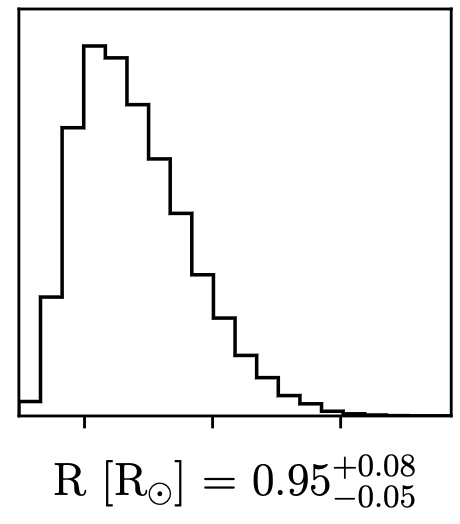 R [R⊙] = 0.95^{+0.08}_{-0.05}